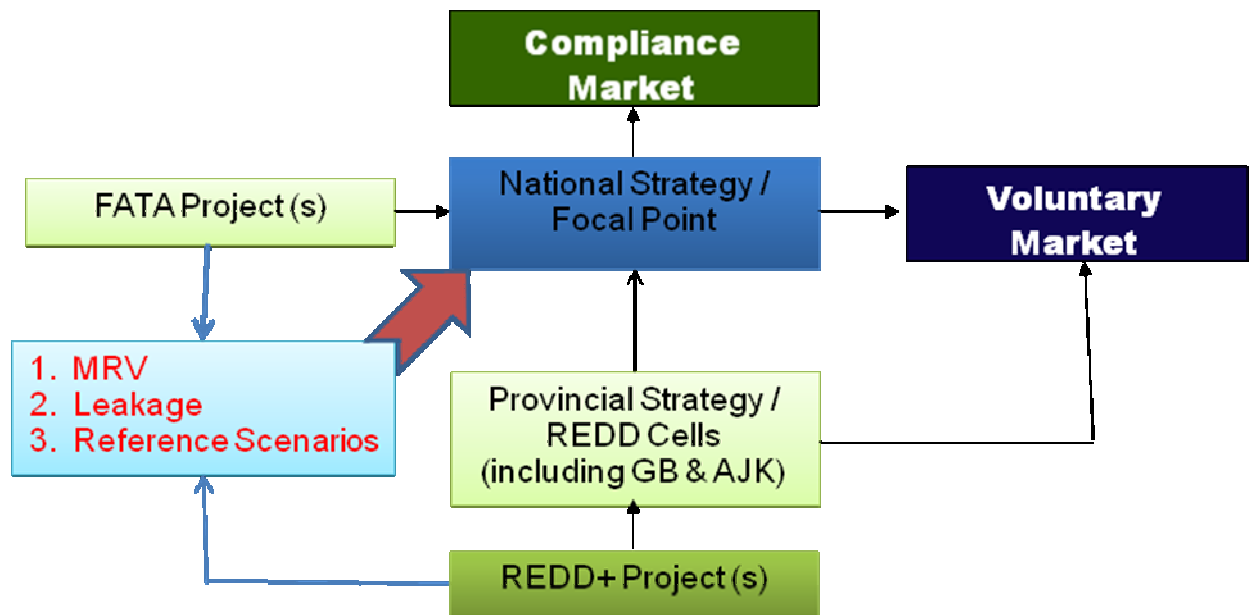 Compliance
Market
FATA Project (s)
National Strategy /
Focal Point
Voluntary
Market
1. MRV
2. Leakage
3. Reference Scenarios
Provincial Strategy /
REDD Cells
(including GB & AJK)
REDD+ Project (s)